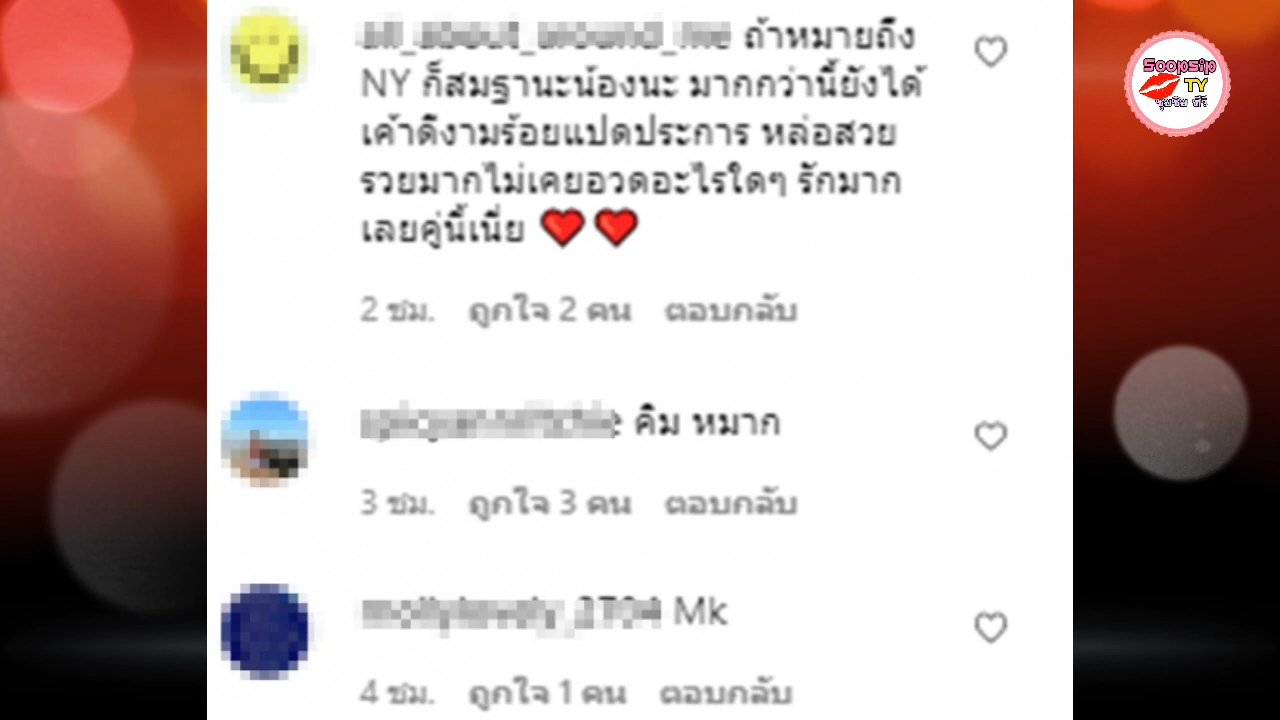 ถ้าหมายถึง
NY ก็สมฐานะน้องนะ มากกว่านี้ยังได้
เค้าดีงามร้อยแปดประการ หล่อสวย
รวยมากไม่เคยอวดอะไรใดๆ รักมาก
เลยคู่นี้เนี่ย ❤️❤️
2 ชม. ถูกใจ 2 คน ตอบกลับ
คิม หมาก
3 ชม. ถูกใจ 3 คน ตอบกลับ
Mk
4 ชม. ถูกใจ 1 คน ตอบกลับ
Soopsip
TY
ซุบซิบ ทีวี